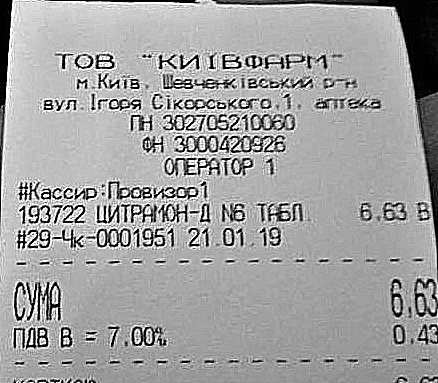 ТОВ "КИЇВФАРМ"
м.Київ, Шевченківський р-н
вул.Ігоря Сікорського,1, аптека
ПН 302705210060
ФН 3000420926
ОПЕРАТОР 1
#Кассир:Провизор1
193722 ЦИТРАМОН-Д N6 ТАБЛ. 6.63 В
#29-Чк-0001951 21.01.19
СУМА 6.63
ПДВ В = 7.00% 0.43